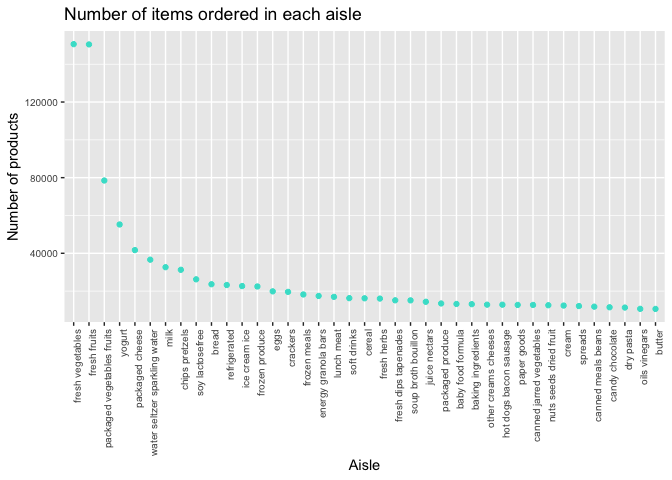 Number of items ordered in each aisle
Number of products
120000
80000
40000
fresh vegetables
fresh fruits
packaged vegetables fruits
yogurt
packaged cheese
water seltzer sparkling water
milk
chips pretzels
soy lactosefree
bread
refrigerated
ice cream ice
frozen produce
eggs
crackers
frozen meals
energy granola bars
lunch meat
soft drinks
cereal
fresh herbs
fresh dips tapenades
soup broth bouillon
juice nectars
packaged produce
baby food formula
baking ingredients
other creams cheeses
hot dogs bacon sausage
paper goods
canned jarred vegetables
nuts seeds dried fruit
cream
spreads
canned meals beans
candy chocolate
dry pasta
oils vinegars
butter
Aisle